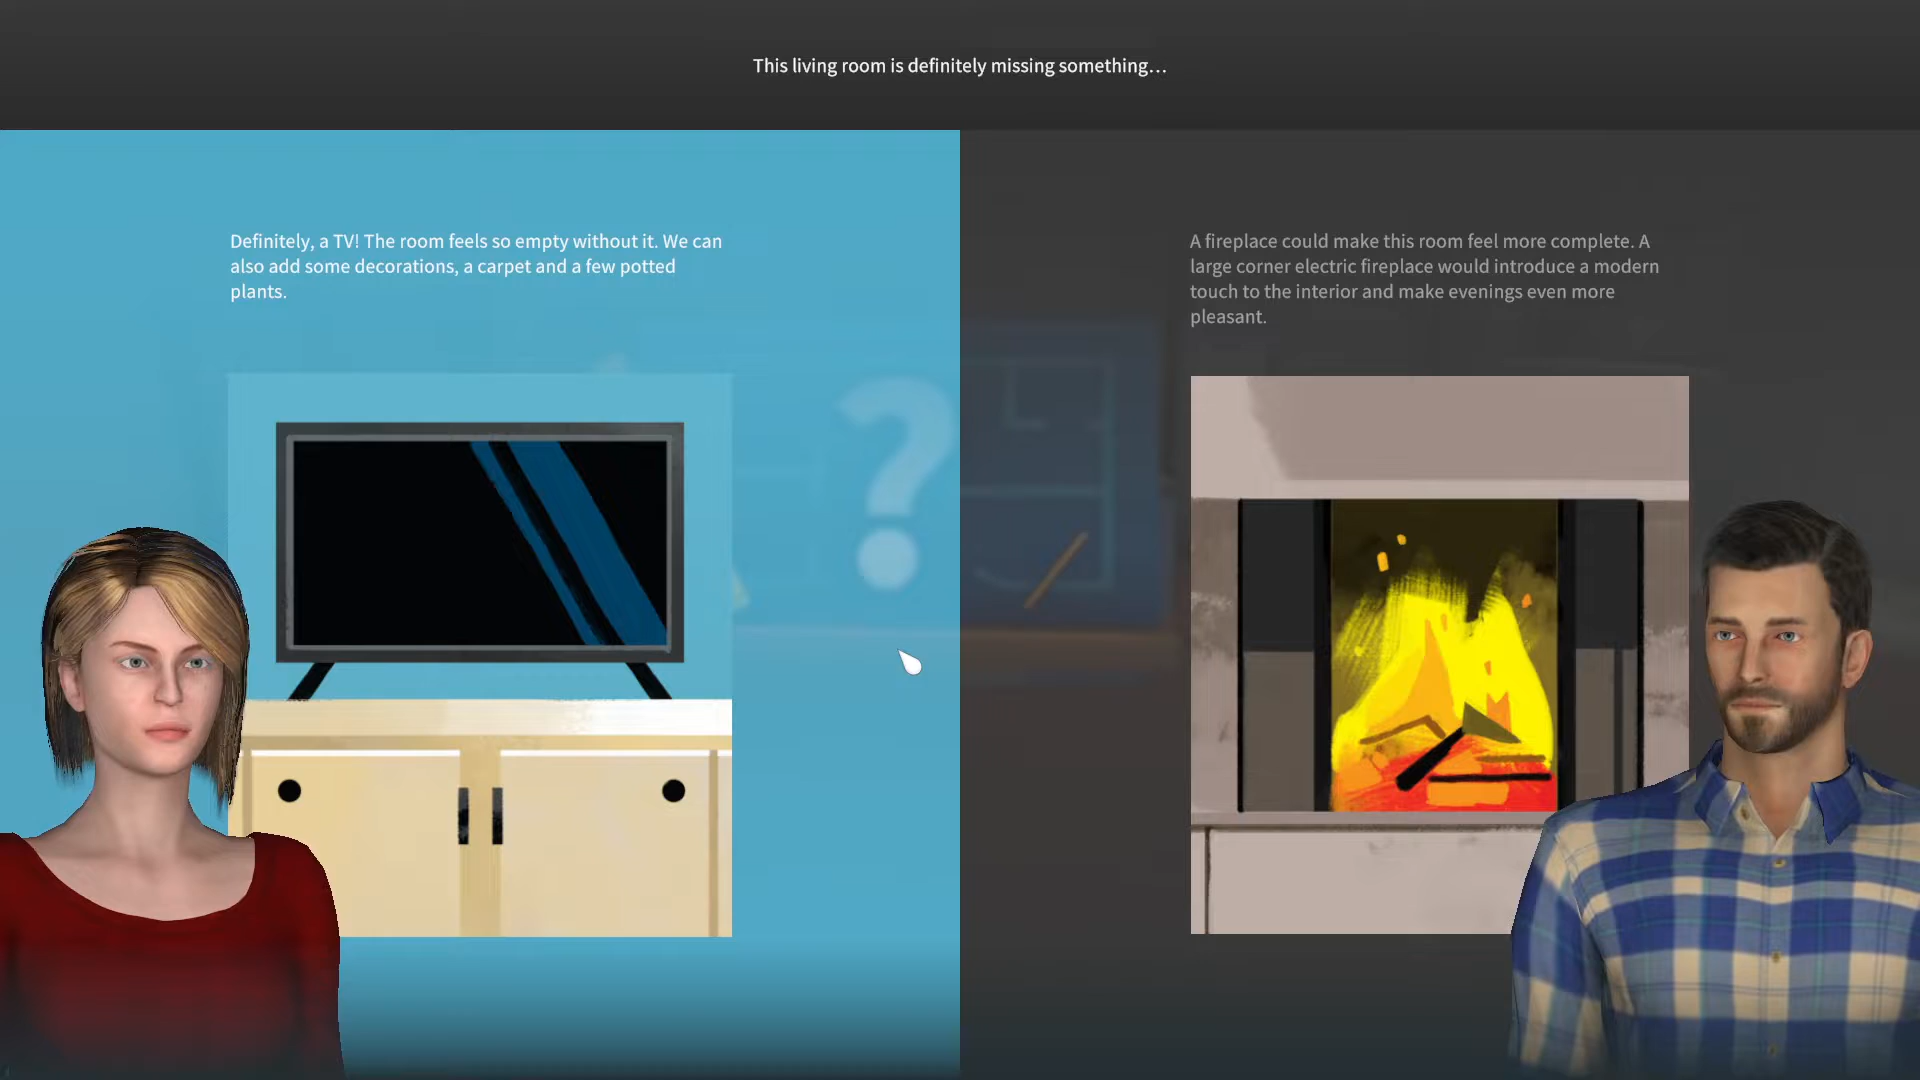 This living room is definitely missing something...
Definitely, a TV! The room feels so empty without it. We can
also add some decorations, a carpet and a few potted
plants.
A fireplace could make this room feel more complete. A
large corner electric fireplace would introduce a modern
touch to the interior and make evenings even more
pleasant.